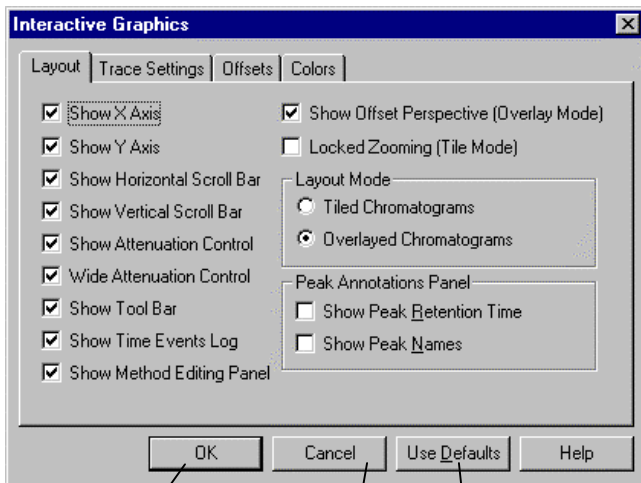 Interactive Graphics
Layout
Trace Settings
Offsets
Colors
Show X Axis
Show Y Axis
Show Horizontal Scroll Bar
Show Vertical Scroll Bar
Show Attenuation Control
Wide Attenuation Control
Show Tool Bar
Show Time Events Log
Show Method Editing Panel
Show Offset Perspective (Overlay Mode)
Locked Zooming (Tile Mode)
Layout Mode
Tiled Chromatograms
Overlayed Chromatograms
Peak Annotations Panel
Show Peak Retention Time
Show Peak Names
OK
Cancel
Use Defaults
Help